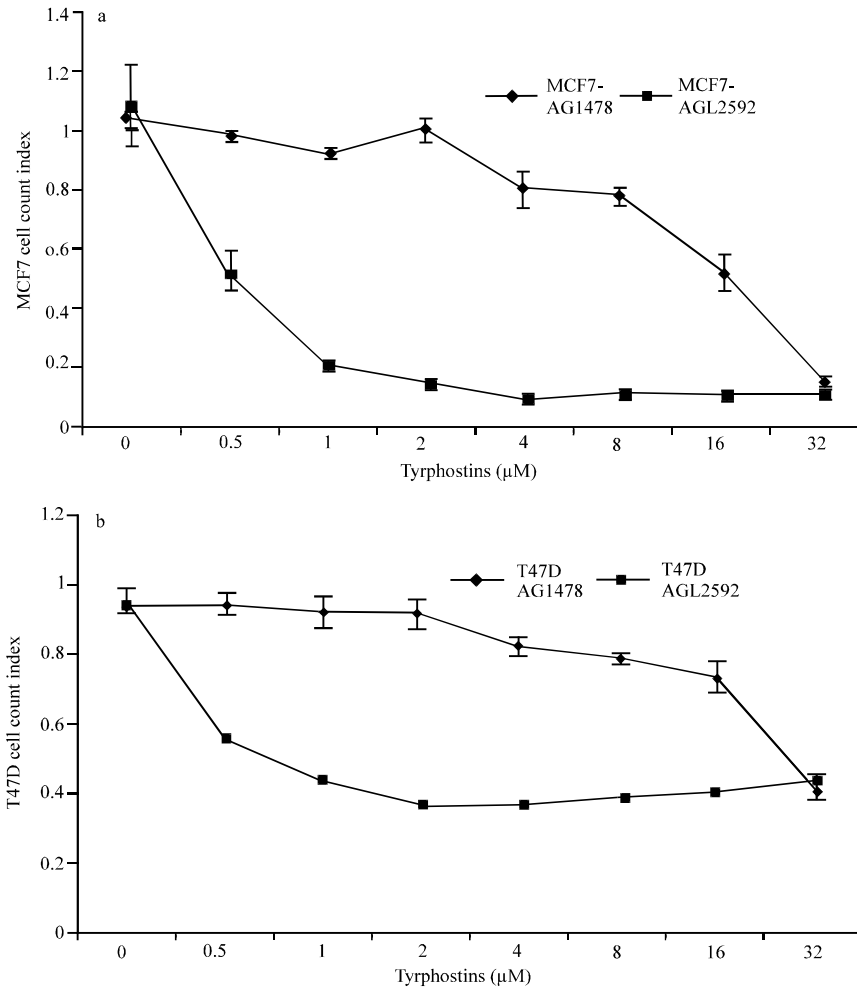 a
1.4
1.2
1
0.8
0.6
0.4
0.2
0
MCF7 cell count index
MCF7-
AG1478
MCF7-
AGL2592
0 0.5 1 2 4 8 16 32
Tyrphostins (µM)
b
1.2
1
0.8
0.6
0.4
0.2
0
T47D cell count index
T47D
AG1478
T47D
AGL2592
0 0.5 1 2 4 8 16 32
Tyrphostins (µM)